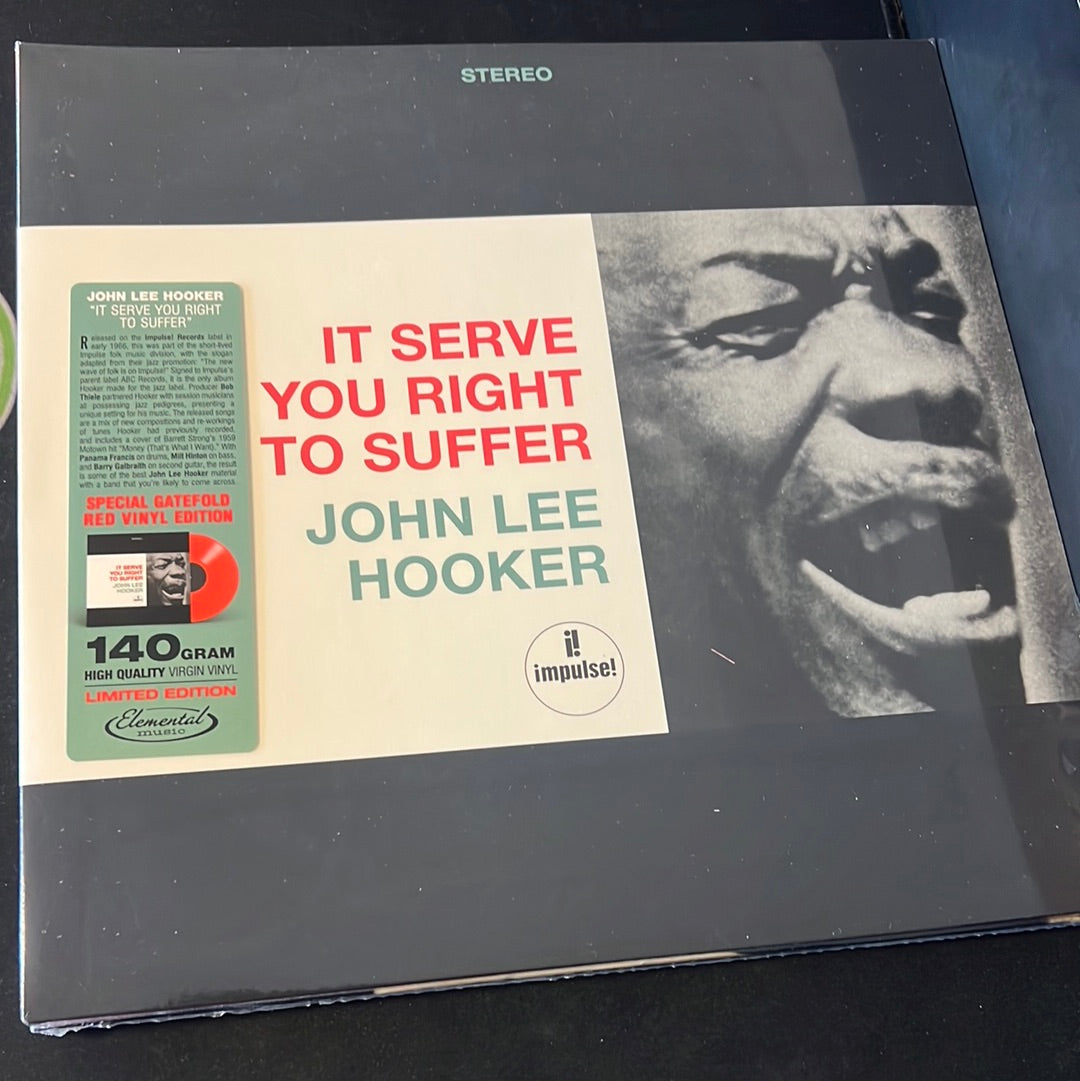 STEREO
JOHN LEE HOOKER
"IT SERVE YOU RIGHT
TO SUFFER"
Released on the Impulse! Records label in
early 1966, this was part of the short-lived
Impulse folk music division, with the slogan
adapted from their jazz promotion: "The new
wave of folk is on Impulse!" Signed to Impulse's
parent label ABC Records, it is the only album
Hooker made for the jazz label. Producer Bob
Thiele partnered Hooker with session musicians
all possessing jazz pedigrees, presenting a
unique setting for his music. The released songs
are a mix of new compositions and re-workings
of tunes Hooker had previously recorded,
and includes a cover of Barrett Strong's 1959
Motown hit "Money (That's What I Want)." With
Panama Francis on drums, Milt Hinton on bass,
and Barry Galbraith on second guitar, the result
is some of the best John Lee Hooker material
with a band that you're likely to come across.
SPECIAL GATEFOLD
RED VINYL EDITION
IT SERVE
YOU RIGHT
TO SUFFER
JOHN LEE
HOOKER
140 GRAM
HIGH QUALITY VIRGIN VINYL
LIMITED EDITION
Elemental
music
IT SERVE
YOU RIGHT
TO SUFFER
JOHN LEE
HOOKER
i!
impulse!